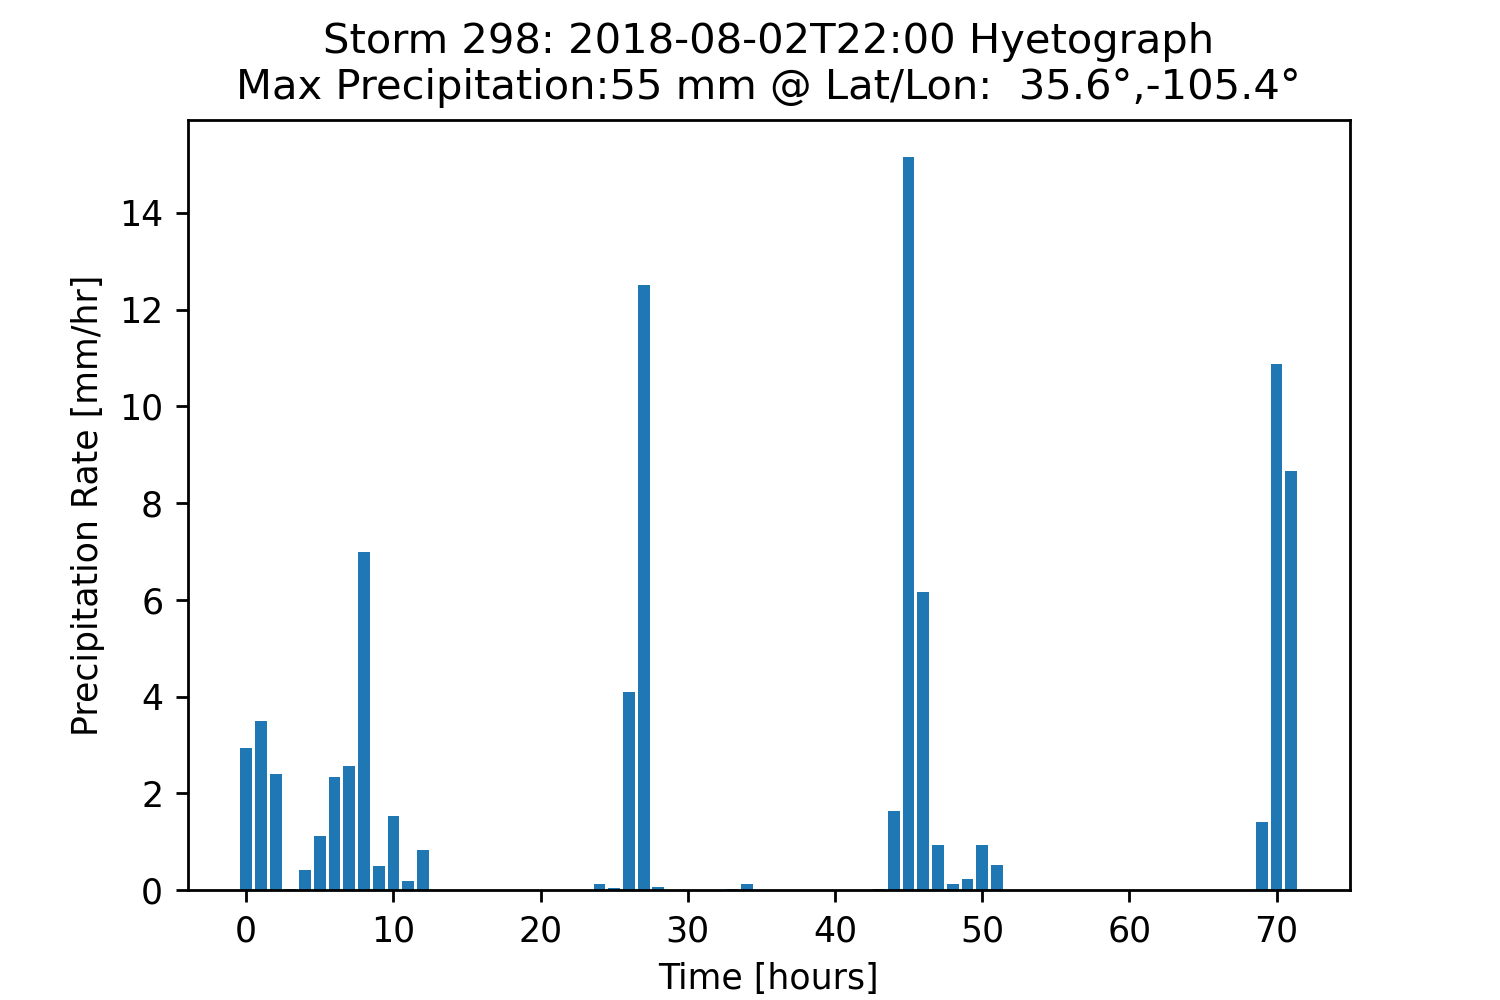 Storm 298: 2018-08-02T22:00 Hyetograph
Max Precipitation:55 mm @ Lat/Lon:  35.6°,-105.4°
Precipitation Rate [mm/hr]
14
12
10
8
6
4
2
0
0 10 20 30 40 50 60 70
Time [hours]